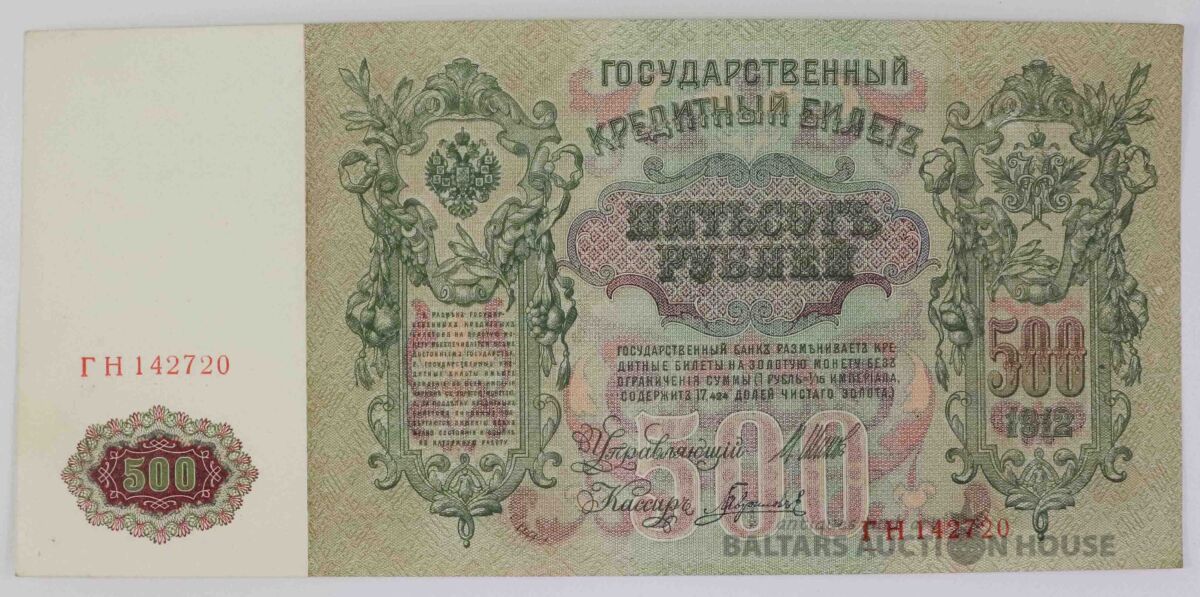 ГОСУДАРСТВЕННЫЙ
КРЕДИТНЫЙ БИЛЕТЪ
ПЯТЬСОТЪ
РУБЛЕЙ
ГОСУДАРСТВЕННЫЙ БАНКЪ РАЗМѢНИВАЕТЪ КРЕ-
ДИТНЫЕ БИЛЕТЫ НА ЗОЛОТУЮ МОНЕТУ БЕЗЪ
ОГРАНИЧЕНІЯ СУММЫ (1 РУБЛЬ=1/15 ИМПЕРІАЛА,
СОДЕРЖИТЪ 17,424 ДОЛЕЙ ЧИСТАГО ЗОЛОТА.)
500
1912
500
Управляющій
Кассиръ
ГН 142720
500
ГН 142720
antiques
BALTARS AUCTION HOUSE